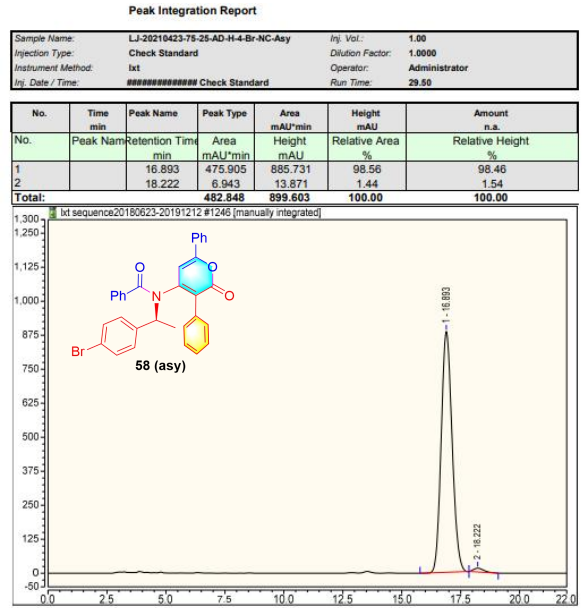 Peak Integration Report
Sample Name: LJ-20210423-75-25-AD-H-4-Br-NC-Asy Inj. Vol.: 1.00
Injection Type: Check Standard Dilution Factor: 1.0000
Instrument Method: lxt Operator: Administrator
Inj. Date / Time: ############## Check Standard Run Time: 29.50
No. Time Peak Name Peak Type Area Height Amount
min mAU*min mAU n.a.
No. Peak Nam Retention Time Area Height Relative Area Relative Height
min mAU*min mAU % %
1 16.893 475.905 885.731 98.56 98.46
2 18.222 6.943 13.871 1.44 1.54
Total: 482.848 899.603 100.00 100.00
lxt sequence20180623-20191212 #1246 [manually integrated]
1,300
1,250
1,125
1,000
875
750
625
500
375
250
125
0
-50
Ph
O
O
Ph
N
O
Br
58 (asy)
1 - 16.893
2 - 18.222
0.0 2.5 5.0 7.5 10.0 12.5 15.0 17.5 20.0 22.0